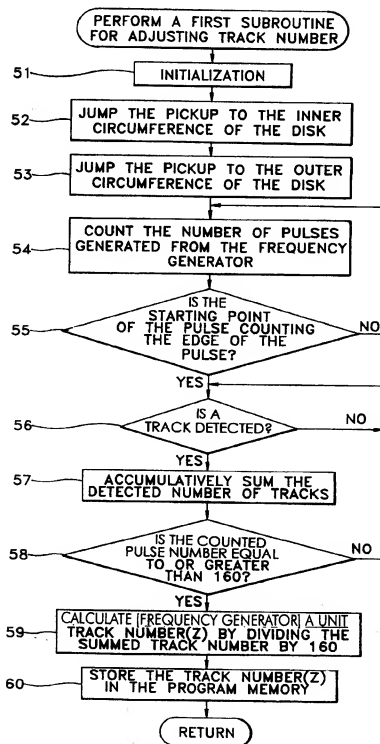 PERFORM A FIRST SUBROUTINE
FOR ADJUSTING TRACK NUMBER
51
INITIALIZATION
52
JUMP THE PICKUP TO THE INNER
CIRCUMFERENCE OF THE DISK
53
JUMP THE PICKUP TO THE OUTER
CIRCUMFERENCE OF THE DISK
54
COUNT THE NUMBER OF PULSES
GENERATED FROM THE FREQUENCY
GENERATOR
55
IS THE
STARTING POINT
OF THE PULSE COUNTING
THE EDGE OF THE
PULSE?
NO
YES
56
IS A
TRACK DETECTED?
NO
YES
57
ACCUMULATIVELY SUM THE
DETECTED NUMBER OF TRACKS
58
IS THE COUNTED
PULSE NUMBER EQUAL
TO OR GREATER
THAN 160?
NO
YES
59
CALCULATE [FREQUENCY GENERATOR] A UNIT
TRACK NUMBER(Z) BY DIVIDING THE
SUMMED TRACK NUMBER BY 160
60
STORE THE TRACK NUMBER(Z)
IN THE PROGRAM MEMORY
RETURN